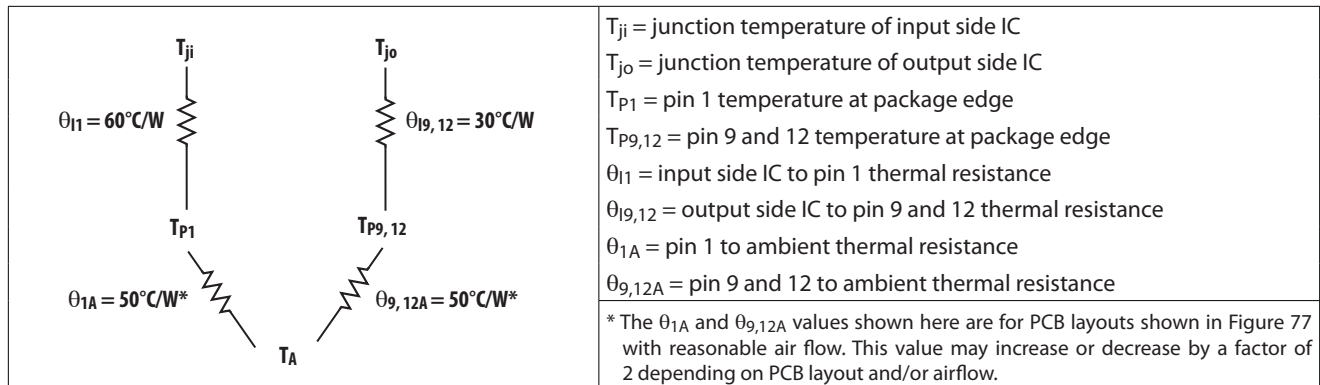 Tji
Tjo
θI1 = 60°C/W
θI9, 12 = 30°C/W
TP1
TP9, 12
θ1A = 50°C/W*
θ9, 12A = 50°C/W*
TA
Tji = junction temperature of input side IC
Tjo = junction temperature of output side IC
TP1 = pin 1 temperature at package edge
TP9,12 = pin 9 and 12 temperature at package edge
θI1 = input side IC to pin 1 thermal resistance
θI9,12 = output side IC to pin 9 and 12 thermal resistance
θ1A = pin 1 to ambient thermal resistance
θ9,12A = pin 9 and 12 to ambient thermal resistance
* The θ1A and θ9,12A values shown here are for PCB layouts shown in Figure 77
with reasonable air flow. This value may increase or decrease by a factor of
2 depending on PCB layout and/or airflow.